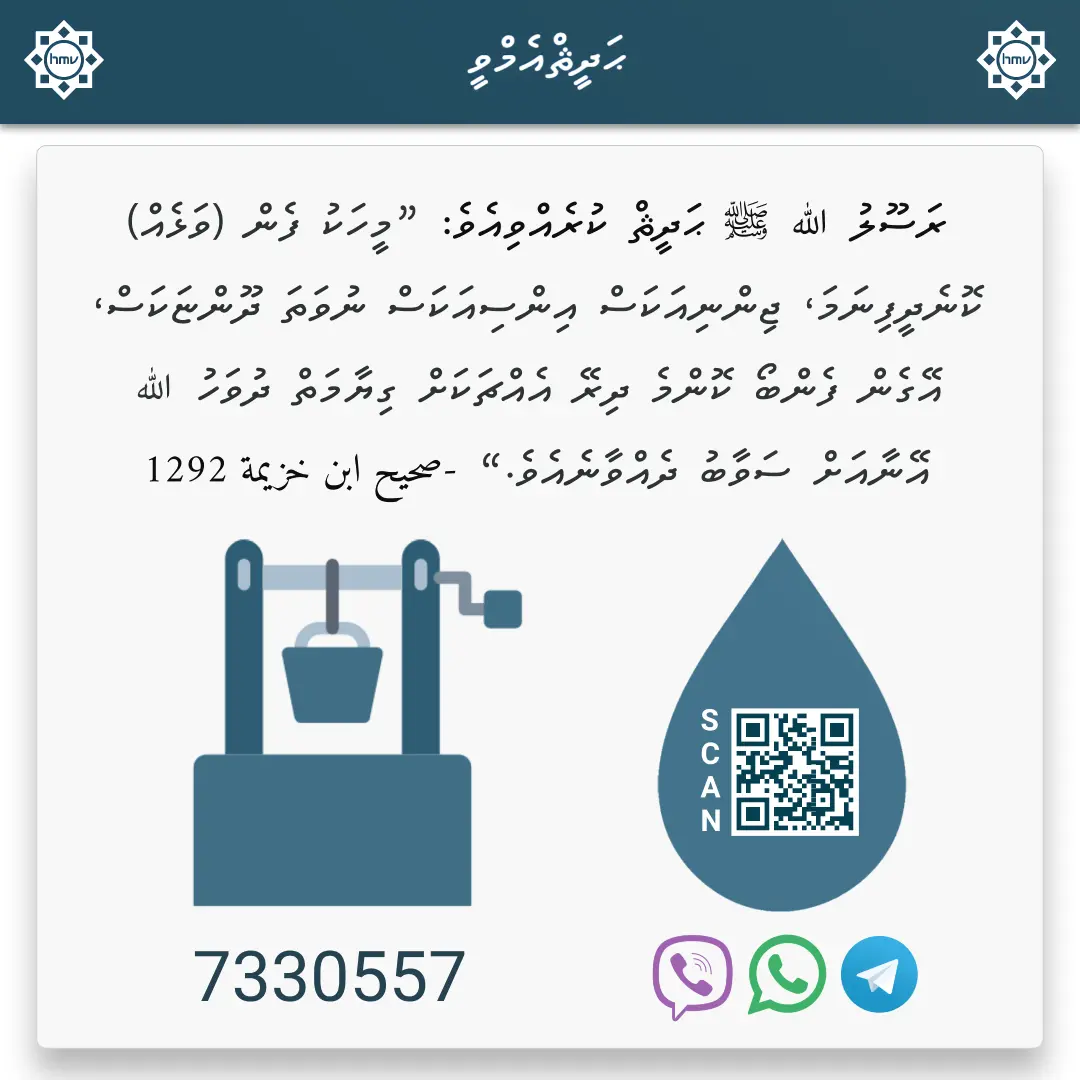 hmv
ޙަދީޘްއެމްވީ
hmv
ރަސޫލު ﷲ ﷺ ޙަދީޘް ކުރެއްވިއެވެ: ”މީހަކު ފެން (ވަޅެއް)
ކޮނެދީފިނަމަ، ޖިންނިއަކަސް އިންސިއަކަސް ނުވަތަ ދޫންޏަކަސް،
އޭގެން ފެންބޯ ކޮންމެ ދިރޭ އެއްޗަކަށް ގިޔާމަތް ދުވަހު ﷲ
އޭނާއަށް ސަވާބު ދެއްވާނެއެވެ.“ -صحيح ابن خزيمة 1292
SCAN
7330557